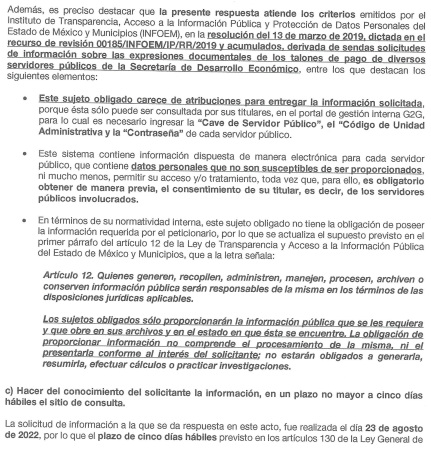 Además, es preciso destacar que la presente respuesta atiende los criterios emitidos por el
Instituto de Transparencia, Acceso a la Información Pública y Protección de Datos Personales del
Estado de México y Municipios (INFOEM), en la resolución del 13 de marzo de 2019, dictada en el
recurso de revisión 00185/INFOEM/IP/RR/2019 y acumulados, derivada de sendas solicitudes
de información sobre las expresiones documentales de los talones de pago de diversos
servidores públicos de la Secretaría de Desarrollo Económico, entre los que destacan los
siguientes elementos:
• Este sujeto obligado carece de atribuciones para entregar la información solicitada,
porque ésta sólo puede ser consultada por sus titulares, en el portal de gestión interna G2G,
para lo cual es necesario ingresar la "Cave de Servidor Público", el "Código de Unidad
Administrativa y la "Contraseña" de cada servidor público.
• Este sistema contiene información dispuesta de manera electrónica para cada servidor
público, que contiene datos personales que no son susceptibles de ser proporcionados,
ni mucho menos, permitir su acceso y/o tratamiento, toda vez que, para ello, es obligatorio
obtener de manera previa, el consentimiento de su titular, es decir, de los servidores
públicos involucrados.
• En términos de su normatividad interna, este sujeto obligado no tiene la obligación de poseer
la información requerida por el peticionario, por lo que se actualiza el supuesto previsto en el
primer párrafo del artículo 12 de la Ley de Transparencia y Acceso a la Información Pública
del Estado de México y Municipios, que a la letra señala:
Artículo 12. Quienes generen, recopilen, administren, manejen, procesen, archiven o
conserven información pública serán responsables de la misma en los términos de las
disposiciones jurídicas aplicables.
Los sujetos obligados sólo proporcionarán la información pública que se les requiera
y que obre en sus archivos y en el estado en que ésta se encuentre. La obligación de
proporcionar información no comprende el procesamiento de la misma, ni el
presentarla conforme al interés del solicitante; no estarán obligados a generarla,
resumirla, efectuar cálculos o practicar investigaciones.
c) Hacer del conocimiento del solicitante la información, en un plazo no mayor a cinco días
hábiles el sitio de consulta.
La solicitud de información a la que se da respuesta en este acto, fue realizada el día 23 de agosto
de 2022, por lo que el plazo de cinco días hábiles previsto en los artículos 130 de la Ley General de